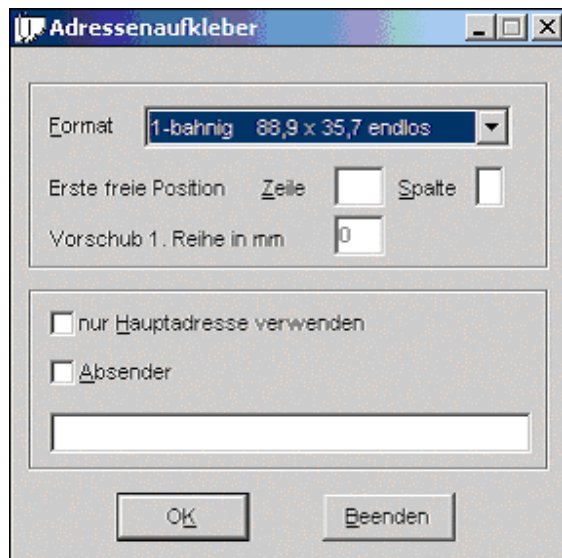 Adressenaufkleber
Format 1-bahnig 88,9 x 35,7 endlos
Erste freie Position Zeile Spalte
Vorschub 1. Reihe in mm 0
nur Hauptadresse verwenden
Absender
OK Beenden